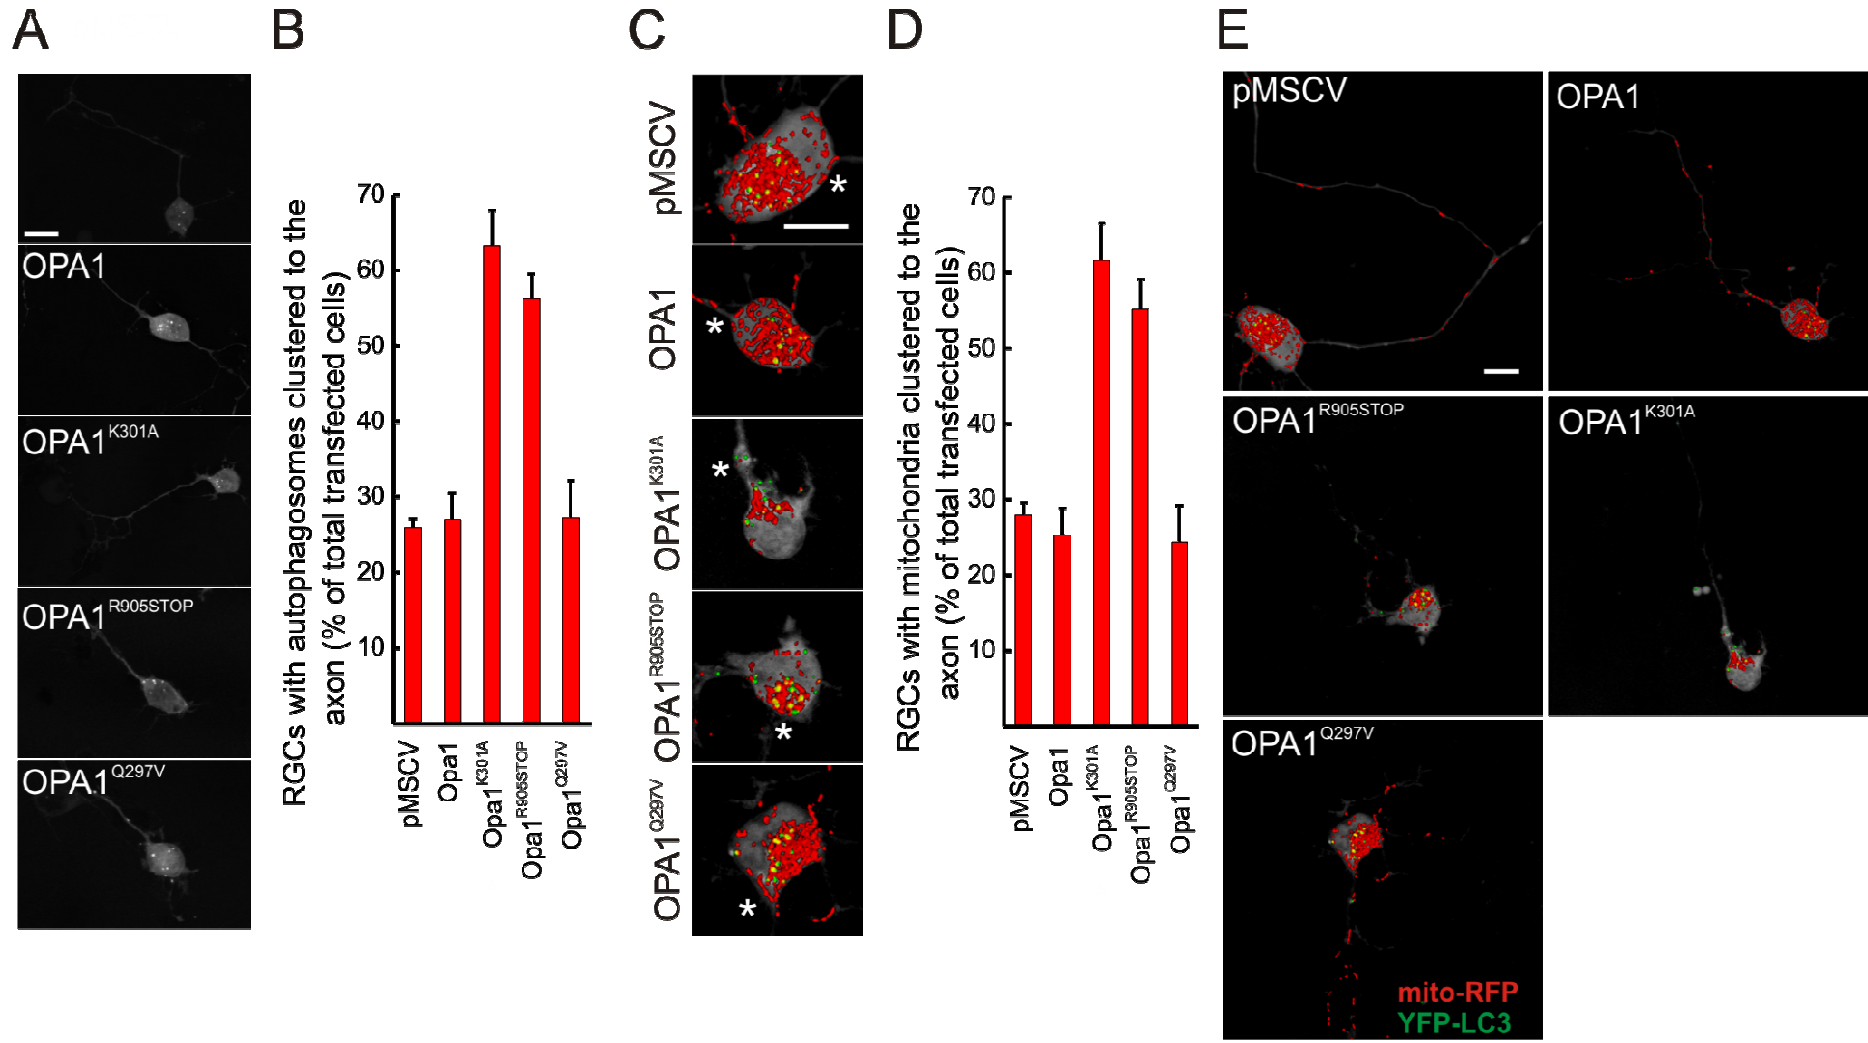 A
OPA1
OPA1K301A
OPA1R905STOP
OPA1Q297V
B
RGCs with autophagosomes clustered to the
axon (% of total transfected cells)
70
60
50
40
30
20
10
pMSCV
Opa1
Opa1K301A
Opa1R905STOP
Opa1Q297V
C
pMSCV
*
OPA1
*
OPA1K301A
*
OPA1R905STOP
*
OPA1Q297V
*
D
RGCs with mitochondria clustered to the
axon (% of total transfected cells)
70
60
50
40
30
20
10
pMSCV
Opa1
Opa1K301A
Opa1R905STOP
Opa1Q297V
E
pMSCV
OPA1
OPA1R905STOP
OPA1K301A
OPA1Q297V
mito-RFP
YFP-LC3